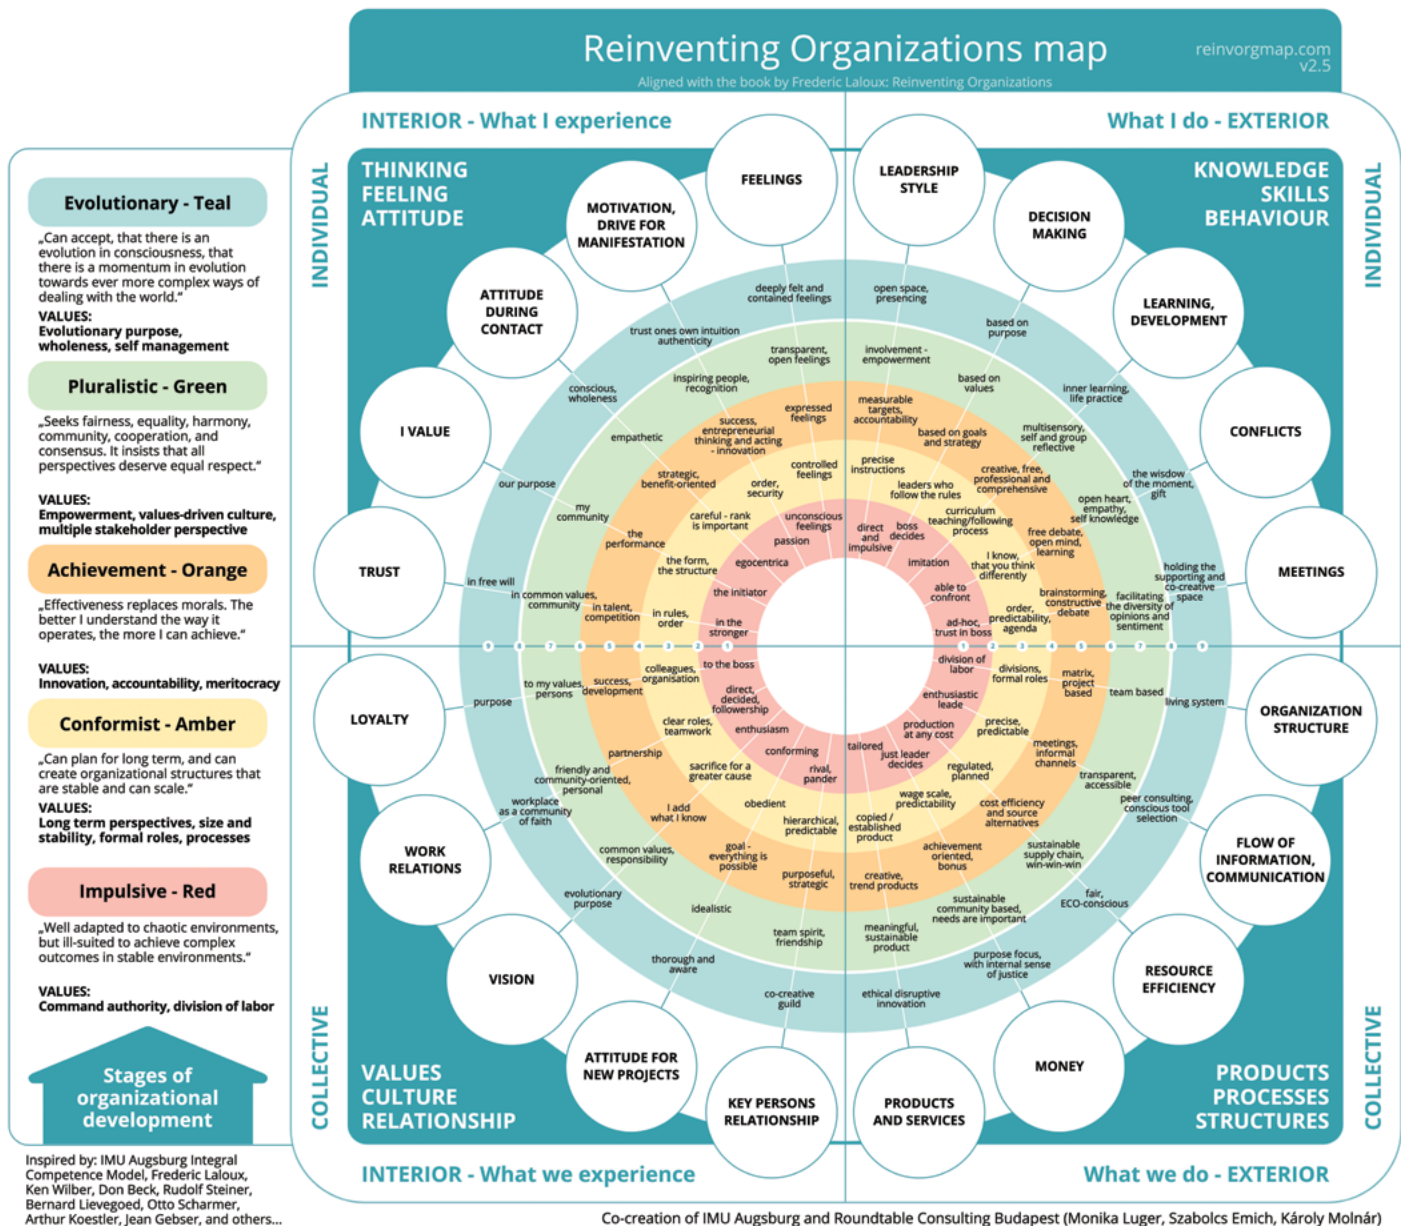 Reinventing Organizations map
reinvorgmap.com
v2.5
Aligned with the book by Frederic Laloux: Reinventing Organizations
INTERIOR - What I experience
What I do - EXTERIOR
INDIVIDUAL
THINKING
FEELING
ATTITUDE
KNOWLEDGE
SKILLS
BEHAVIOUR
INDIVIDUAL
Evolutionary - Teal
„Can accept, that there is an
evolution in consciousness, that
there is a momentum in evolution
towards ever more complex ways of
dealing with the world.“
VALUES:
Evolutionary purpose,
wholeness, self management
Pluralistic - Green
„Seeks fairness, equality, harmony,
community, cooperation, and
consensus. It insists that all
perspectives deserve equal respect.“
VALUES:
Empowerment, values-driven culture,
multiple stakeholder perspective
Achievement - Orange
„Effectiveness replaces morals. The
better I understand the way it
operates, the more I can achieve.“
VALUES:
Innovation, accountability, meritocracy
Conformist - Amber
„Can plan for long term, and can
create organizational structures that
are stable and can scale.“
VALUES:
Long term perspectives, size and
stability, formal roles, processes
Impulsive - Red
„Well adapted to chaotic environments,
but ill-suited to achieve complex
outcomes in stable environments.“
VALUES:
Command authority, division of labor
Stages of
organizational
development
Inspired by: IMU Augsburg Integral
Competence Model, Frederic Laloux,
Ken Wilber, Don Beck, Rudolf Steiner,
Bernard Lievegoed, Otto Scharmer,
Arthur Koestler, Jean Gebser, and others...
FEELINGS
deeply felt and
contained feelings
transparent,
open feelings
expressed
feelings
controlled
feelings
unconscious
feelings
MOTIVATION,
DRIVE FOR
MANIFESTATION
trust ones own intuition
authenticity
inspiring people,
recognition
success,
entrepreneurial
thinking and acting
- innovation
order,
security
passion
ATTITUDE
DURING
CONTACT
conscious,
wholeness
empathetic
strategic,
benefit-oriented
careful - rank
is important
egocentrica
I VALUE
our purpose
my
community
the
performance
the form,
the structure
the initiator
TRUST
in free will
in common values,
community
in talent,
competition
in rules,
order
in the
stronger
LEADERSHIP
STYLE
open space,
presencing
involvement -
empowerment
measurable
targets,
accountability
precise
instructions
direct
and
impulsive
DECISION
MAKING
based on
purpose
based on
values
based on goals
and strategy
leaders who
follow the rules
boss
decides
LEARNING,
DEVELOPMENT
inner learning,
life practice
multisensory,
self and group
reflective
creative, free,
professional and
comprehensive
curriculum
teaching/following
process
imitation
CONFLICTS
the wisdow
of the moment,
gift
open heart,
empathy,
self knowledge
free debate,
open mind,
learning
I know,
that you think
differently
able to
confront
MEETINGS
holding the
supporting and
co-creative
space
facilitating
the diversity of
opinions and
sentiment
brainstorming,
constructive
debate
order,
predictability,
agenda
ad-hoc,
trust in boss
9 8 7 6 5 4 3 2 1
1 2 3 4 5 6 7 8 9
LOYALTY
purpose
to my values,
persons
success,
development
colleagues,
organisation
to the boss
WORK
RELATIONS
workplace
as a community
of faith
friendly and
community-oriented,
personal
partnership
clear roles,
teamwork
direct,
decided,
followership
VISION
evolutionary
purpose
common values,
responsibility
I add
what I know
sacrifice for a
greater cause
enthusiasm
ATTITUDE FOR
NEW PROJECTS
thorough and
aware
idealistic
goal -
everything is
possible
obedient
conforming
KEY PERSONS
RELATIONSHIP
co-creative
guild
team spirit,
friendship
purposeful,
strategic
hierarchical,
predictable
rival,
pander
ORGANIZATION
STRUCTURE
living system
team based
matrix,
project
based
divisions,
formal roles
division of
labor
FLOW OF
INFORMATION,
COMMUNICATION
peer consulting,
conscious tool
selection
transparent,
accessible
meetings,
informal
channels
precise,
predictable
enthusiastic
leade
RESOURCE
EFFICIENCY
fair,
ECO-conscious
sustainable
supply chain,
win-win-win
cost efficiency
and source
alternatives
regulated,
planned
production
at any cost
MONEY
purpose focus,
with internal sense
of justice
sustainable
community based,
needs are important
achievement
oriented,
bonus
wage scale,
predictability
just leader
decides
PRODUCTS
AND SERVICES
ethical disruptive
innovation
meaningful,
sustainable
product
creative,
trend products
copied /
established
product
tailored
COLLECTIVE
VALUES
CULTURE
RELATIONSHIP
PRODUCTS
PROCESSES
STRUCTURES
COLLECTIVE
INTERIOR - What we experience
What we do - EXTERIOR
Co-creation of IMU Augsburg and Roundtable Consulting Budapest (Monika Luger, Szabolcs Emich, Károly Molnár)